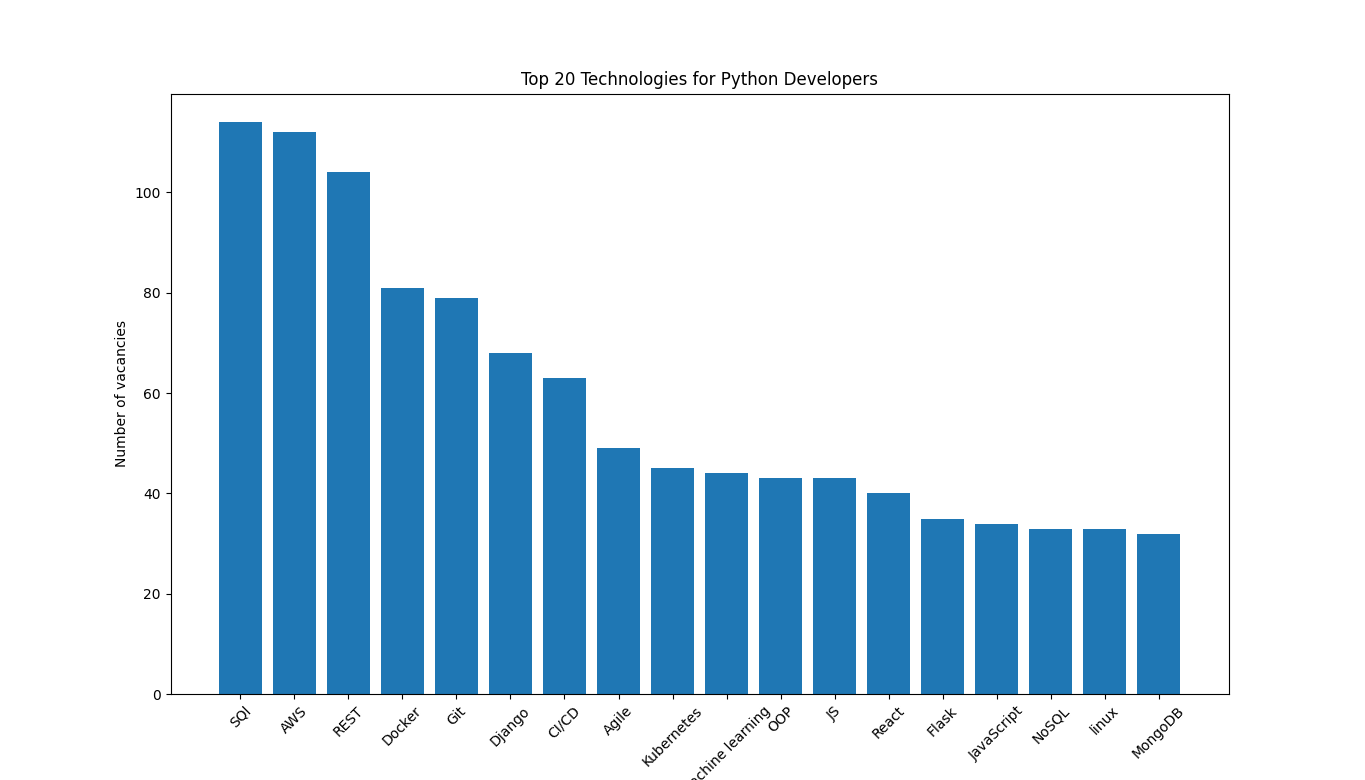 Top 20 Technologies for Python Developers
Number of vacancies
100
80
60
40
20
0
SQl
AWS
REST
Docker
Git
Django
CI/CD
Agile
Kubernetes
achine learning
OOP
JS
React
Flask
JavaScript
NoSQL
linux
MongoDB